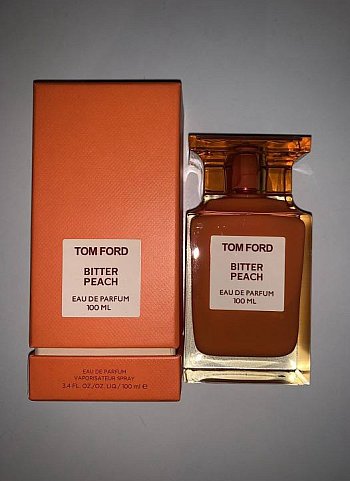 TOM FORD
BITTER
PEACH
EAU DE PARFUM
100 ML
EAU DE PARFUM
VAPORISATEUR SPRAY
3.4 FL. OZ./OZ. LIQ./100 ml ℮
TOM FORD
BITTER
PEACH
EAU DE PARFUM
100 ML